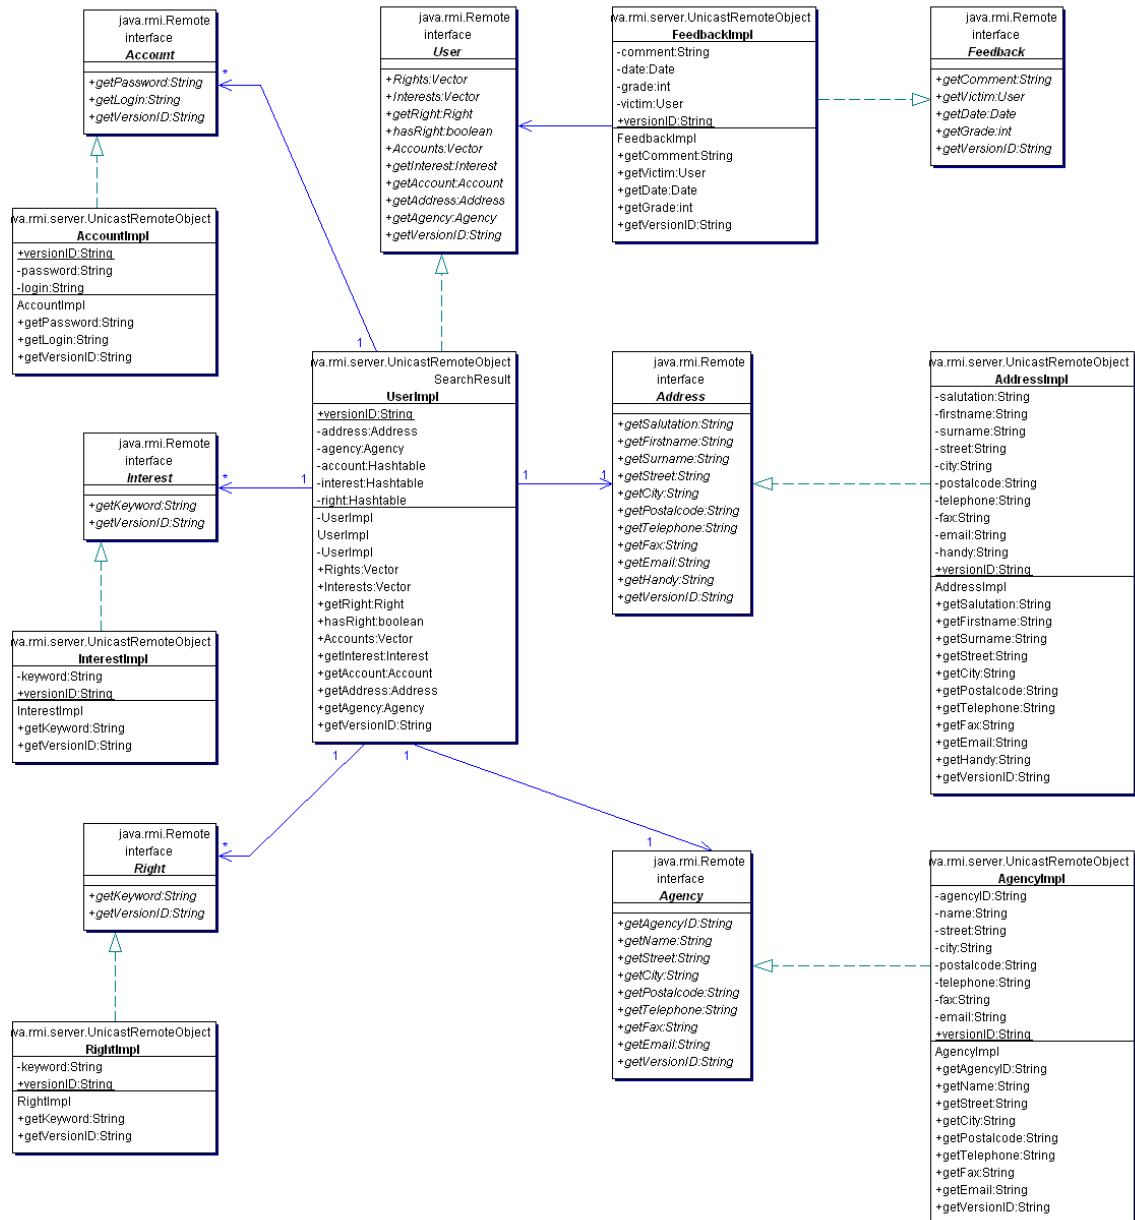 java.rmi.Remote
interface
Account
+getPassword:String
+getLogin:String
+getVersionID:String
java.rmi.Remote
interface
User
+Rights:Vector
+Interests:Vector
+getRight:Right
+hasRight:boolean
+Accounts:Vector
+getInterest:Interest
+getAccount:Account
+getAddress:Address
+getAgency:Agency
+getVersionID:String
va.rmi.server.UnicastRemoteObject
FeedbackImpl
-comment:String
-date:Date
-grade:int
-victim:User
+versionID:String
FeedbackImpl
+getComment:String
+getVictim:User
+getDate:Date
+getGrade:int
+getVersionID:String
java.rmi.Remote
interface
Feedback
+getComment:String
+getVictim:User
+getDate:Date
+getGrade:int
+getVersionID:String
*
va.rmi.server.UnicastRemoteObject
AccountImpl
+versionID:String
-password:String
-login:String
AccountImpl
+getPassword:String
+getLogin:String
+getVersionID:String
1
va.rmi.server.UnicastRemoteObject
SearchResult
UserImpl
+versionID:String
-address:Address
-agency:Agency
-account:Hashtable
-interest:Hashtable
-right:Hashtable
-UserImpl
UserImpl
-UserImpl
+Rights:Vector
+Interests:Vector
+getRight:Right
+hasRight:boolean
+Accounts:Vector
+getInterest:Interest
+getAccount:Account
+getAddress:Address
+getAgency:Agency
+getVersionID:String
java.rmi.Remote
interface
Address
+getSalutation:String
+getFirstname:String
+getSurname:String
+getStreet:String
+getCity:String
+getPostalcode:String
+getTelephone:String
+getFax:String
+getEmail:String
+getHandy:String
+getVersionID:String
va.rmi.server.UnicastRemoteObject
AddressImpl
-salutation:String
-firstname:String
-surname:String
-street:String
-city:String
-postalcode:String
-telephone:String
-fax:String
-email:String
-handy:String
+versionID:String
AddressImpl
+getSalutation:String
+getFirstname:String
+getSurname:String
+getStreet:String
+getCity:String
+getPostalcode:String
+getTelephone:String
+getFax:String
+getEmail:String
+getHandy:String
+getVersionID:String
java.rmi.Remote
interface
Interest
+getKeyword:String
+getVersionID:String
*
1
1
1
va.rmi.server.UnicastRemoteObject
InterestImpl
-keyword:String
+versionID:String
InterestImpl
+getKeyword:String
+getVersionID:String
1
1
java.rmi.Remote
interface
Right
+getKeyword:String
+getVersionID:String
*
1
java.rmi.Remote
interface
Agency
+getAgencyID:String
+getName:String
+getStreet:String
+getCity:String
+getPostalcode:String
+getTelephone:String
+getFax:String
+getEmail:String
+getVersionID:String
va.rmi.server.UnicastRemoteObject
AgencyImpl
-agencyID:String
-name:String
-street:String
-city:String
-postalcode:String
-telephone:String
-fax:String
-email:String
+versionID:String
AgencyImpl
+getAgencyID:String
+getName:String
+getStreet:String
+getCity:String
+getPostalcode:String
+getTelephone:String
+getFax:String
+getEmail:String
+getVersionID:String
va.rmi.server.UnicastRemoteObject
RightImpl
-keyword:String
+versionID:String
RightImpl
+getKeyword:String
+getVersionID:String